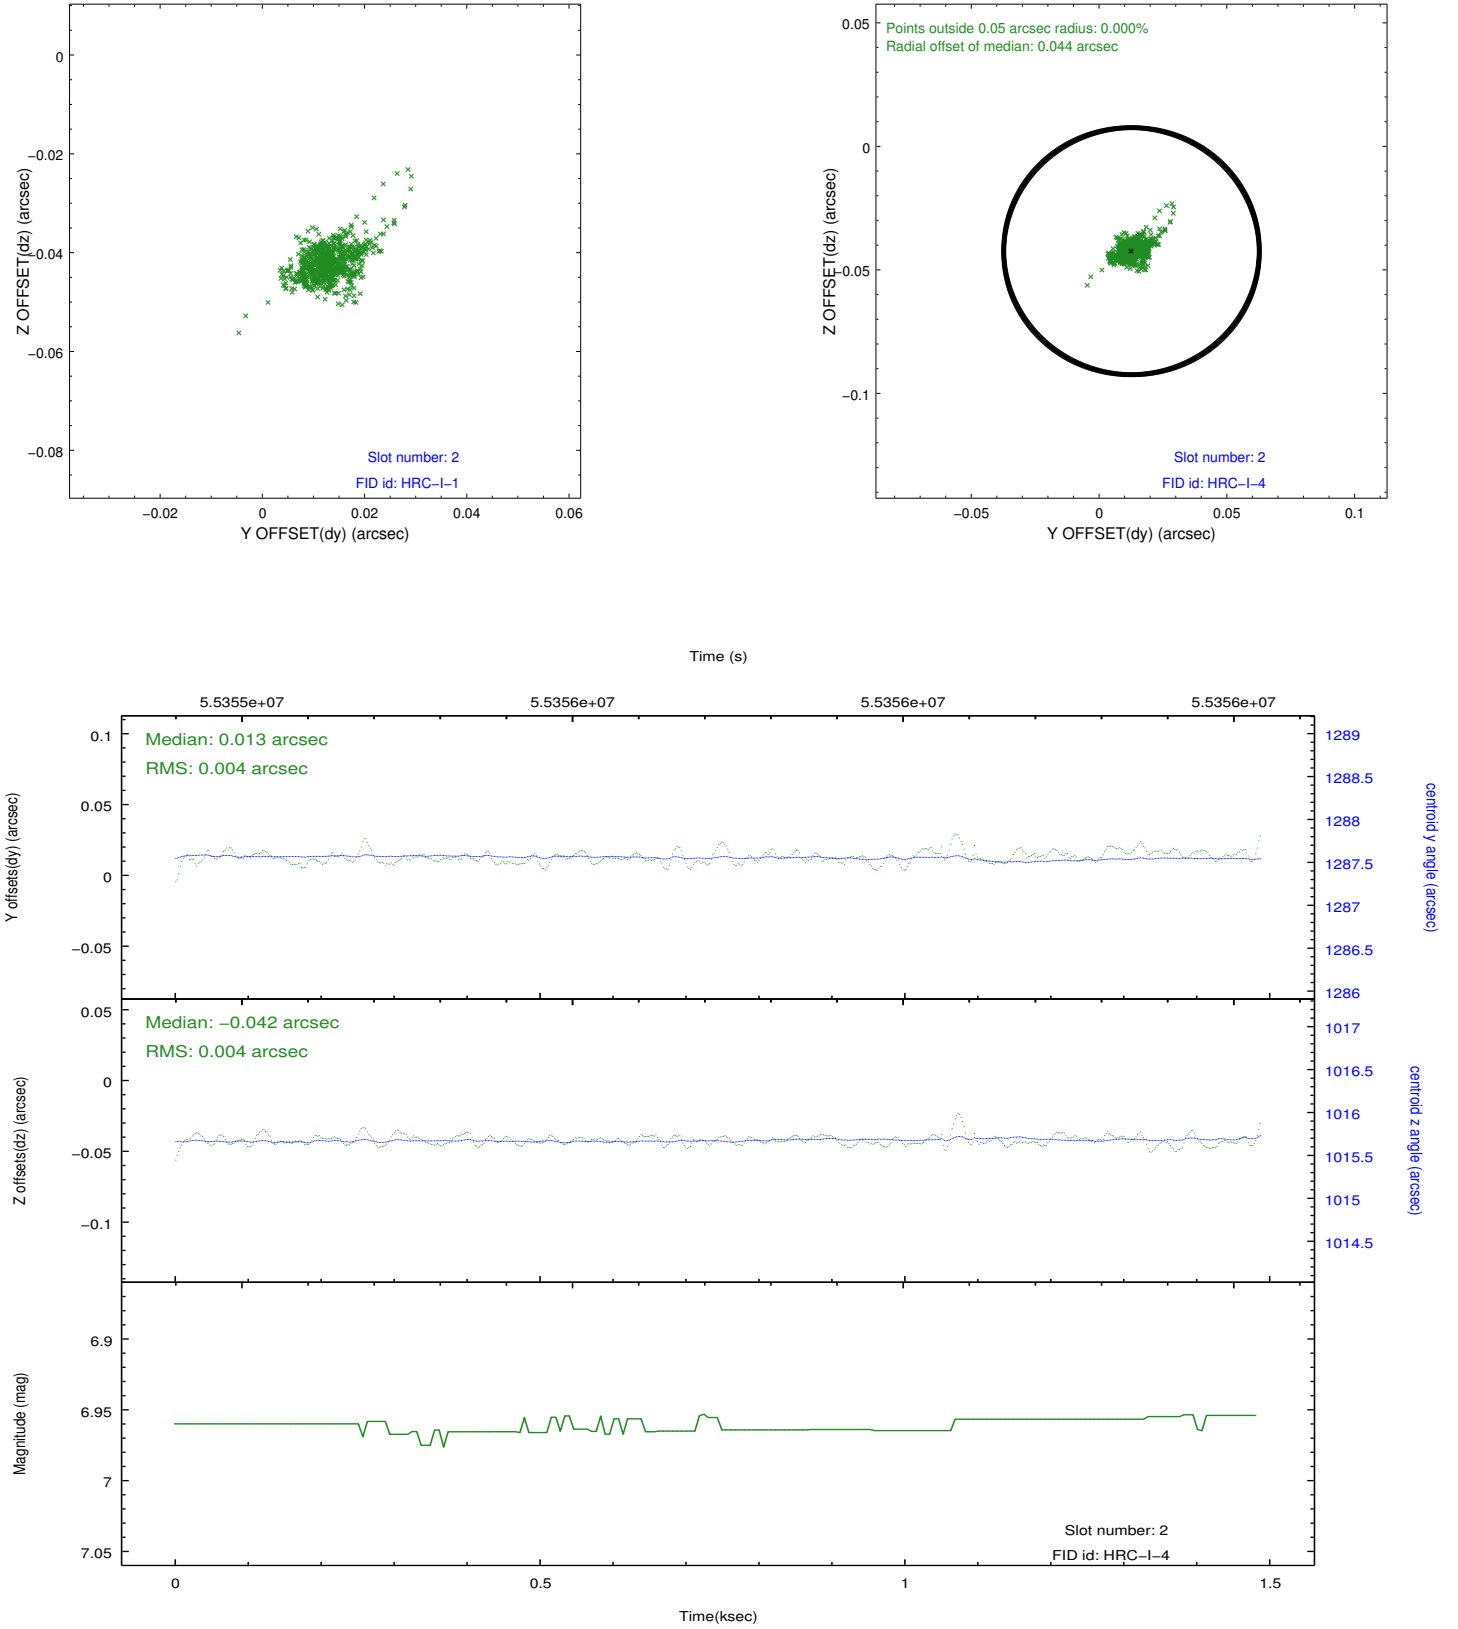 0
−0.02
−0.04
−0.06
−0.08
Z OFFSET(dz) (arcsec)
Slot number: 2
FID id: HRC−I−1
−0.02
0
0.02
0.04
0.06
Y OFFSET(dy) (arcsec)
Points outside 0.05 arcsec radius: 0.000%
Radial offset of median: 0.044 arcsec
0.05
0
−0.05
−0.1
Z OFFSET(dz) (arcsec)
Slot number: 2
FID id: HRC−I−4
−0.05
0
0.05
0.1
Y OFFSET(dy) (arcsec)
Time (s)
5.5355e+07
5.5356e+07
5.5356e+07
5.5356e+07
Median: 0.013 arcsec
RMS: 0.004 arcsec
0.1
0.05
0
−0.05
Y offsets(dy) (arcsec)
1289
1288.5
1288
1287.5
1287
1286.5
1286
centroid y angle (arcsec)
Median: −0.042 arcsec
RMS: 0.004 arcsec
0.05
0
−0.05
−0.1
Z offsets(dz) (arcsec)
1017
1016.5
1016
1015.5
1015
1014.5
centroid z angle (arcsec)
6.9
6.95
7
7.05
Magnitude (mag)
Slot number: 2
FID id: HRC−I−4
0
0.5
1
1.5
Time(ksec)